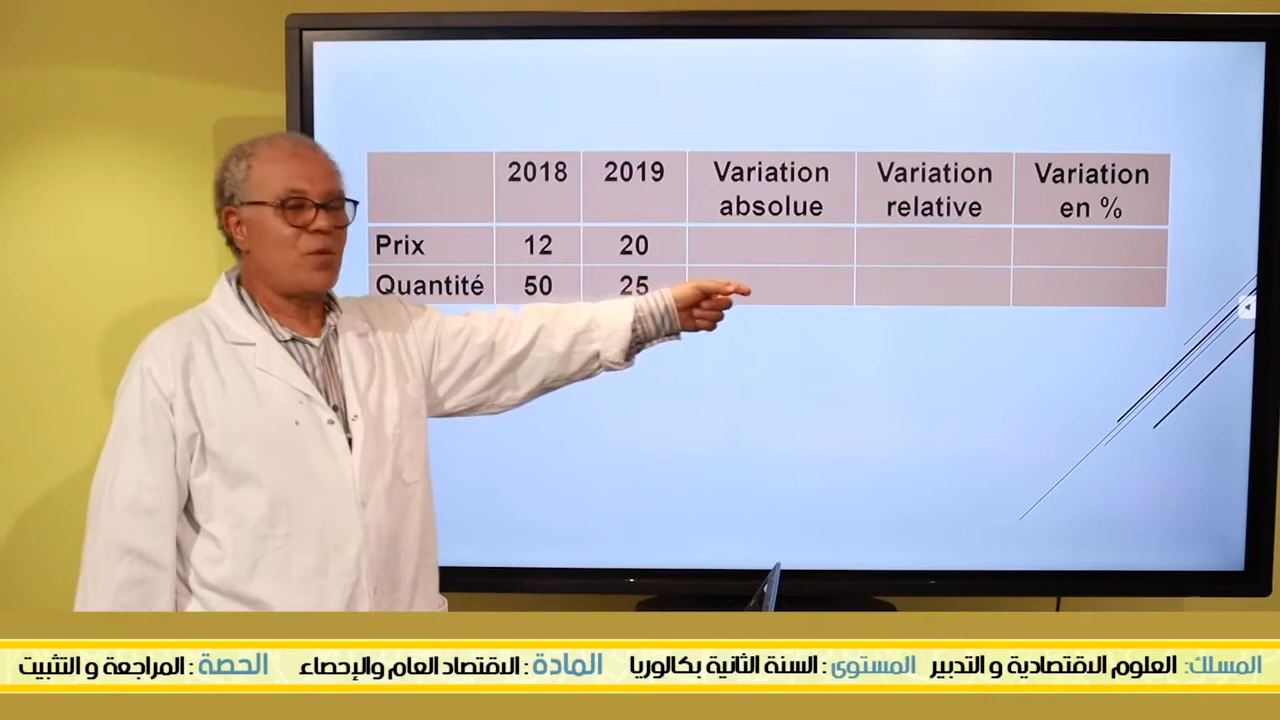 2018 2019 Variation absolue Variation relative Variation en %
Prix 12 20
Quantité 50 25
المسلك: العلوم الاقتصادية و التدبير المستوى : السنة الثانية بكالوريا المادة : الاقتصاد العام والإحصاء الحصة : المراجعة و التثبيت